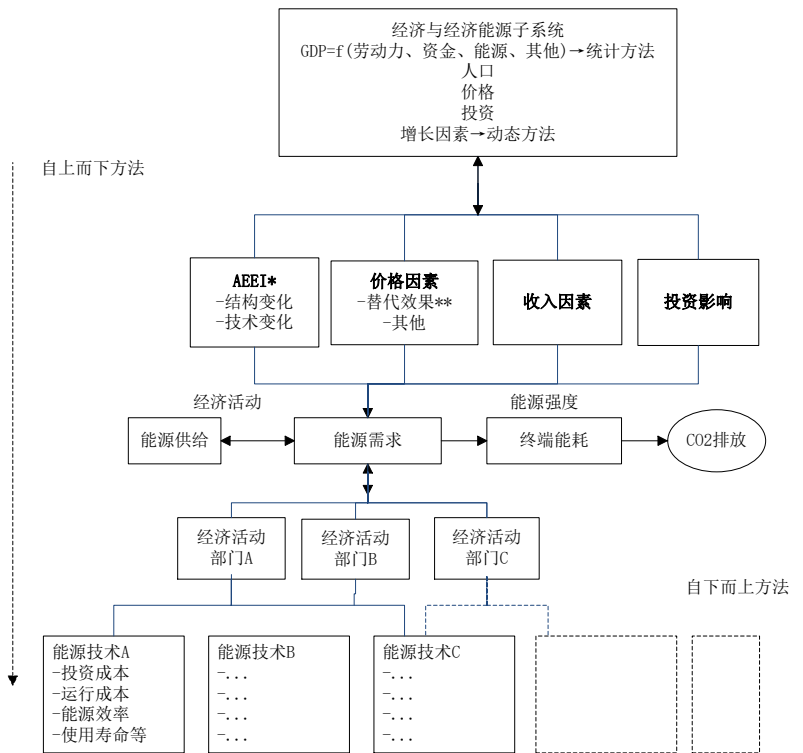 经济与经济能源子系统
GDP=f(劳动力、资金、能源、其他)→统计方法
人口
价格
投资
增长因素→动态方法
自上而下方法
AEEI*
-结构变化
-技术变化
价格因素
-替代效果**
-其他
收入因素
投资影响
经济活动
能源强度
能源供给
能源需求
终端能耗
CO2排放
经济活动
部门A
经济活动
部门B
经济活动
部门C
自下而上方法
能源技术A
-投资成本
-运行成本
-能源效率
-使用寿命等
能源技术B
-...
-...
-...
-...
能源技术C
-...
-...
-...
-...